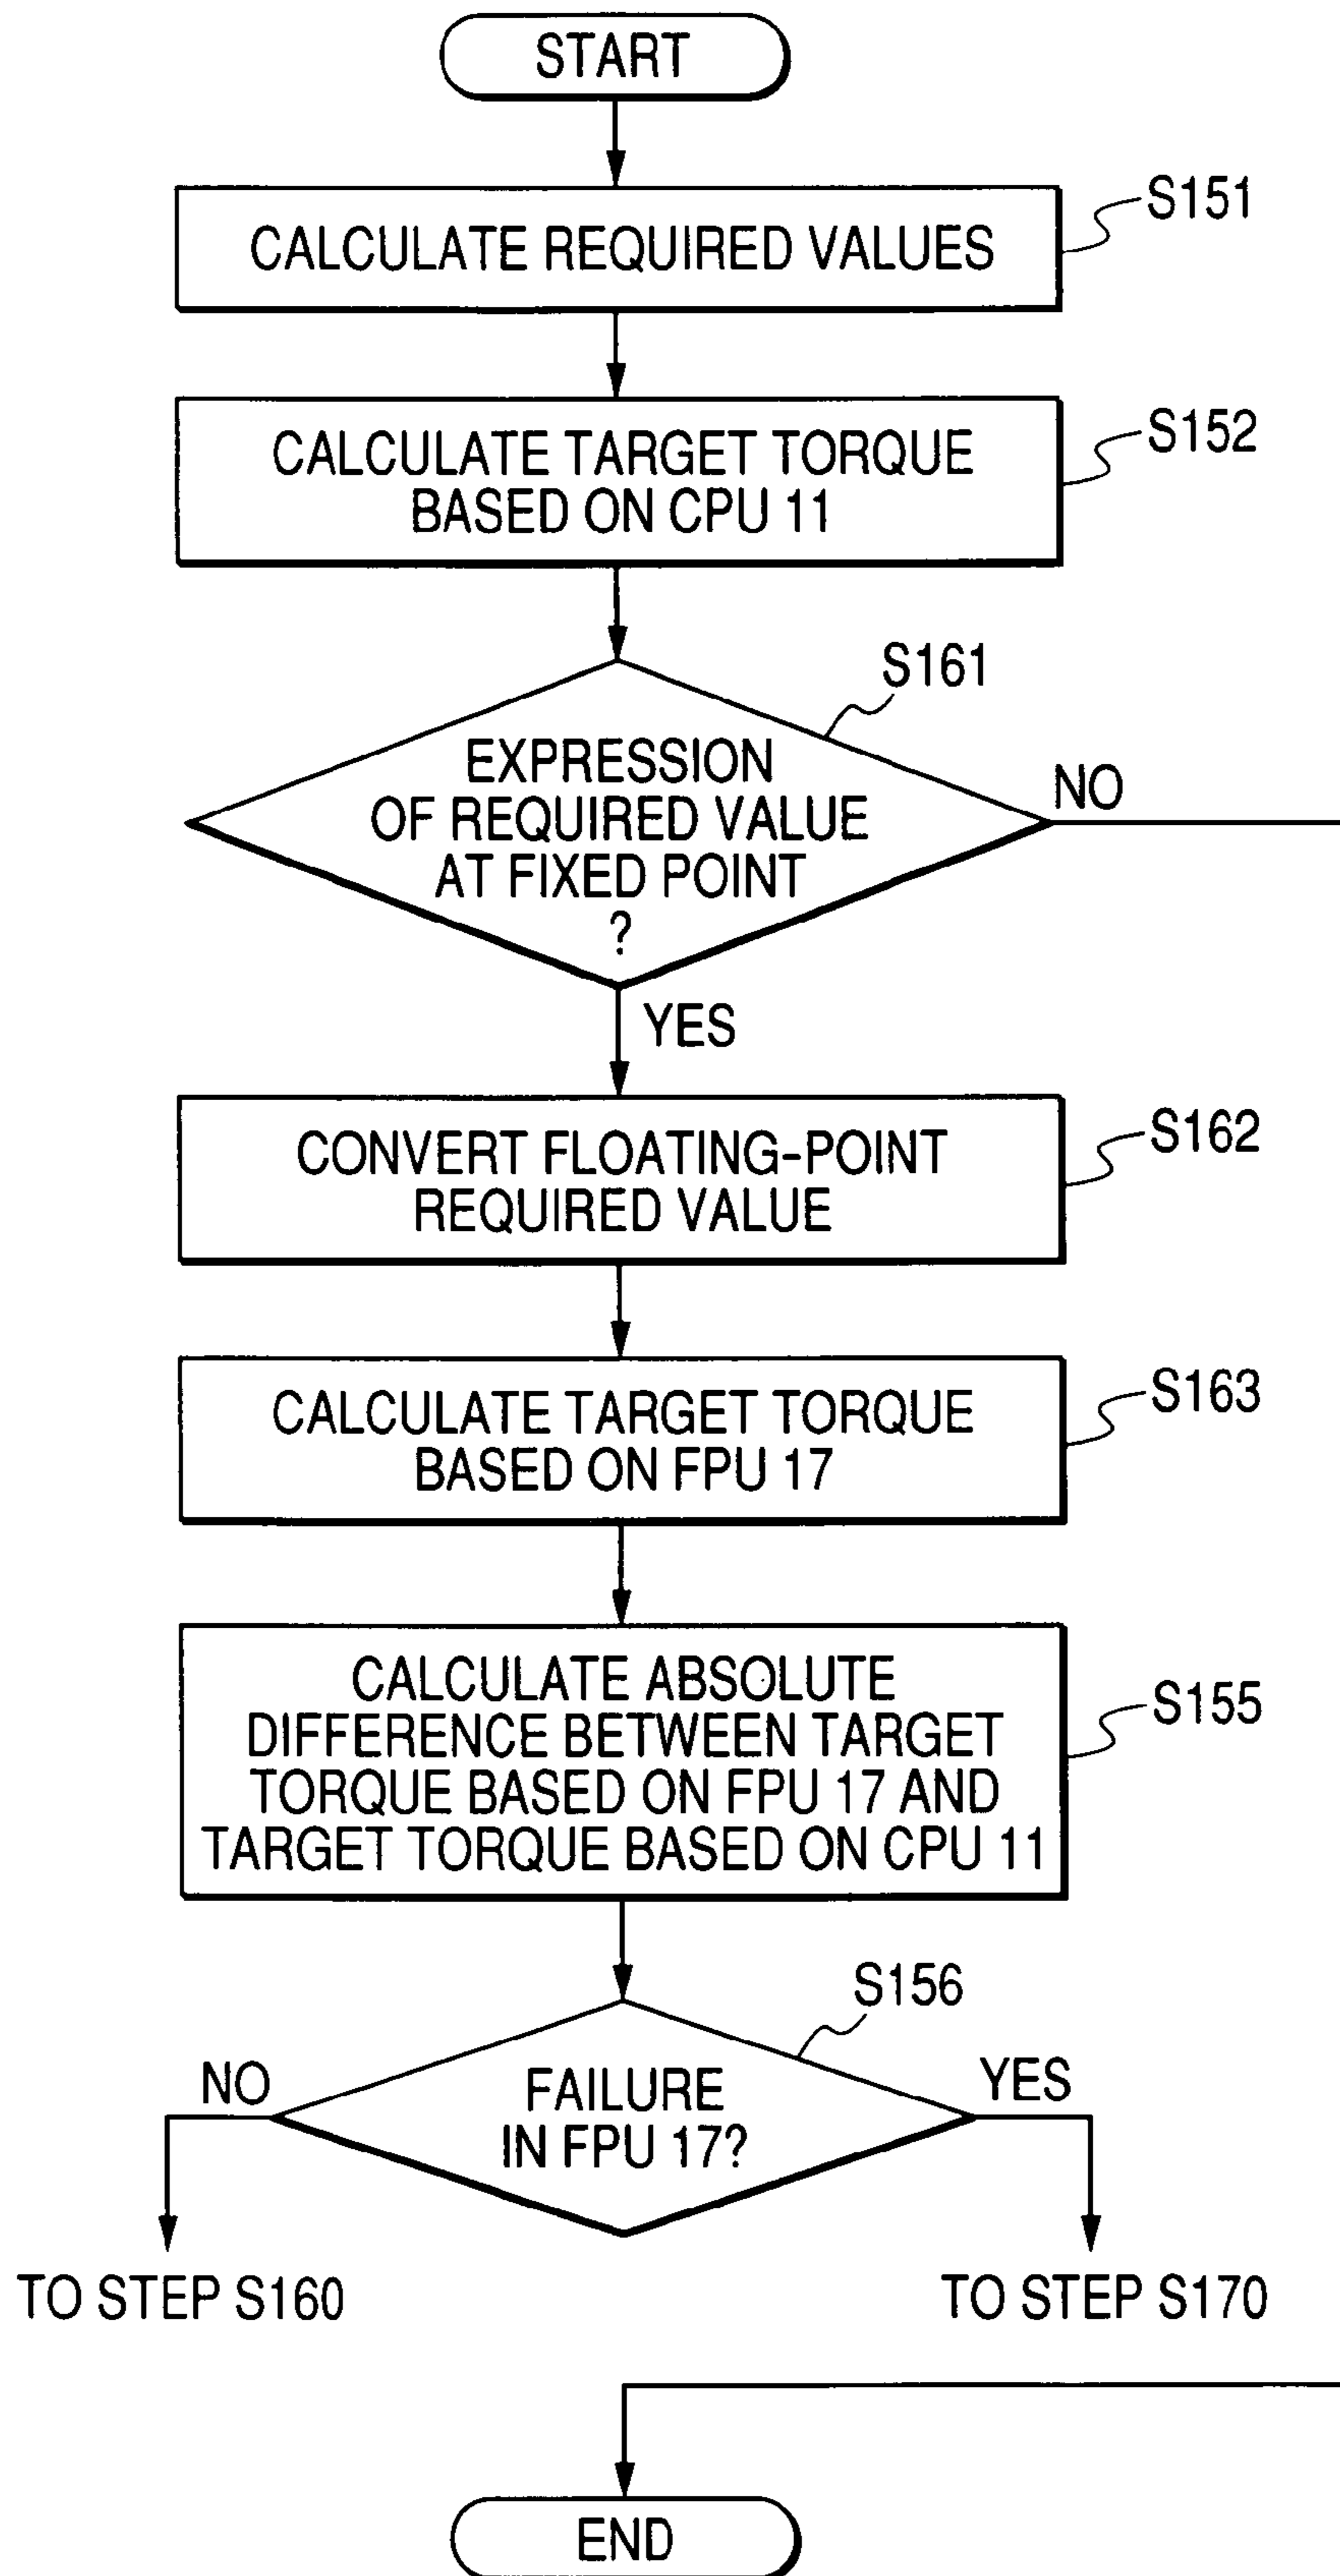 START
CALCULATE REQUIRED VALUES
S151
CALCULATE TARGET TORQUE
BASED ON CPU 11
S152
S161
EXPRESSION
OF REQUIRED VALUE
AT FIXED POINT
?
NO
YES
CONVERT FLOATING-POINT
REQUIRED VALUE
S162
CALCULATE TARGET TORQUE
BASED ON FPU 17
S163
CALCULATE ABSOLUTE
DIFFERENCE BETWEEN TARGET
TORQUE BASED ON FPU 17 AND
TARGET TORQUE BASED ON CPU 11
S155
S156
NO
FAILURE
IN FPU 17?
YES
TO STEP S160
TO STEP S170
END